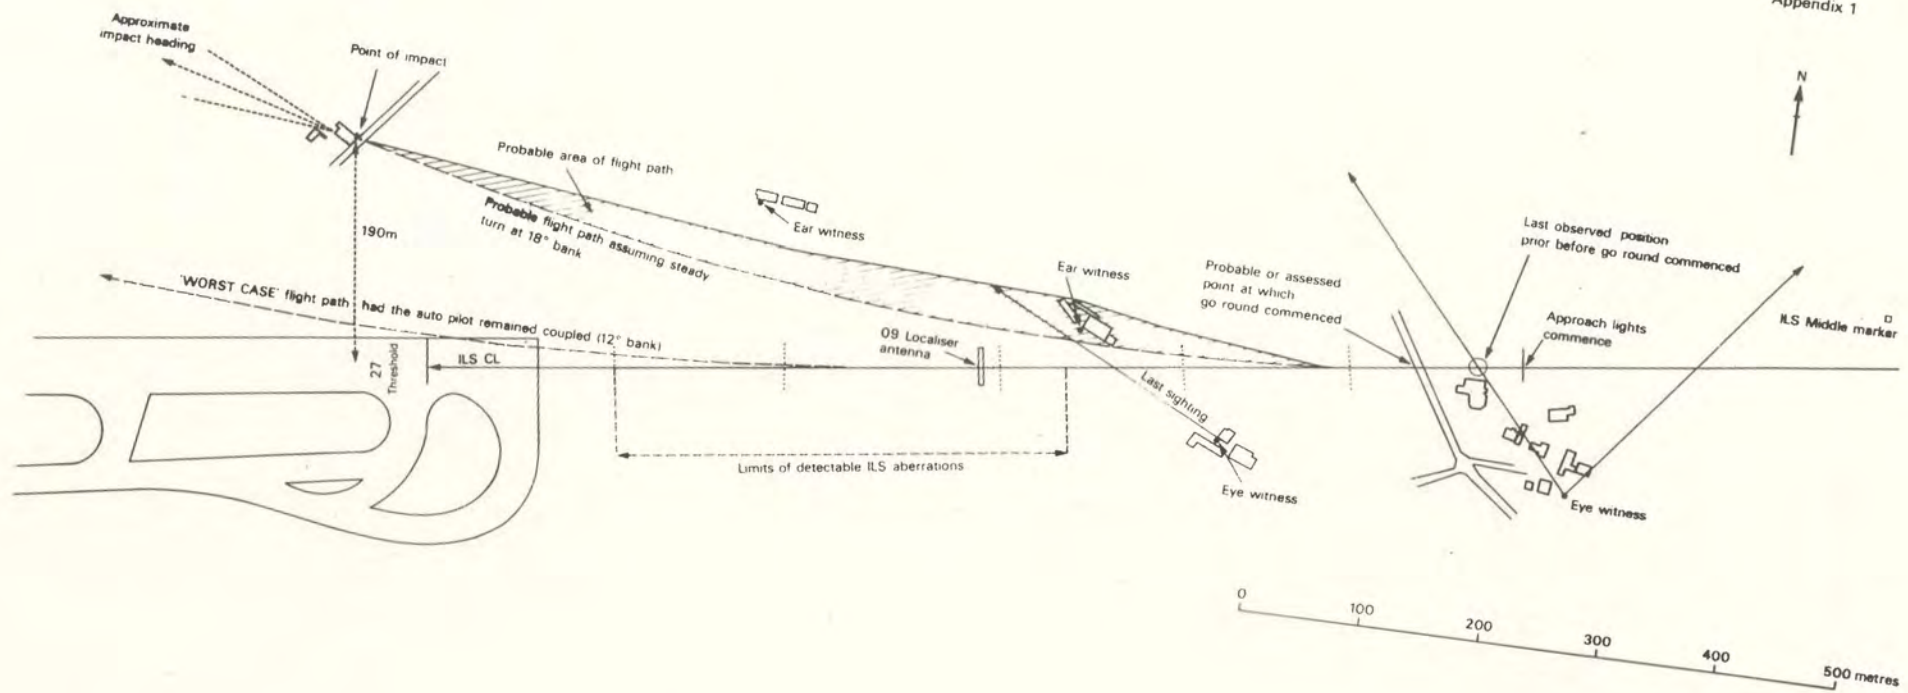 Appendix 1
Approximate
impact heading
Point of impact
N
Probable area of flight path
Probable flight path assuming steady
turn at 18° bank
Ear witness
190m
Ear witness
Probable or assessed
point at which
go round commenced
Last observed position
prior before go round commenced
'WORST CASE' flight path had the auto pilot remained coupled (12° bank)
09 Localiser
antenna
Approach lights
commence
ILS Middle marker
27
Threshold
ILS CL
Last sighting
Limits of detectable ILS aberrations
Eye witness
Eye witness
0
100
200
300
400
500 metres